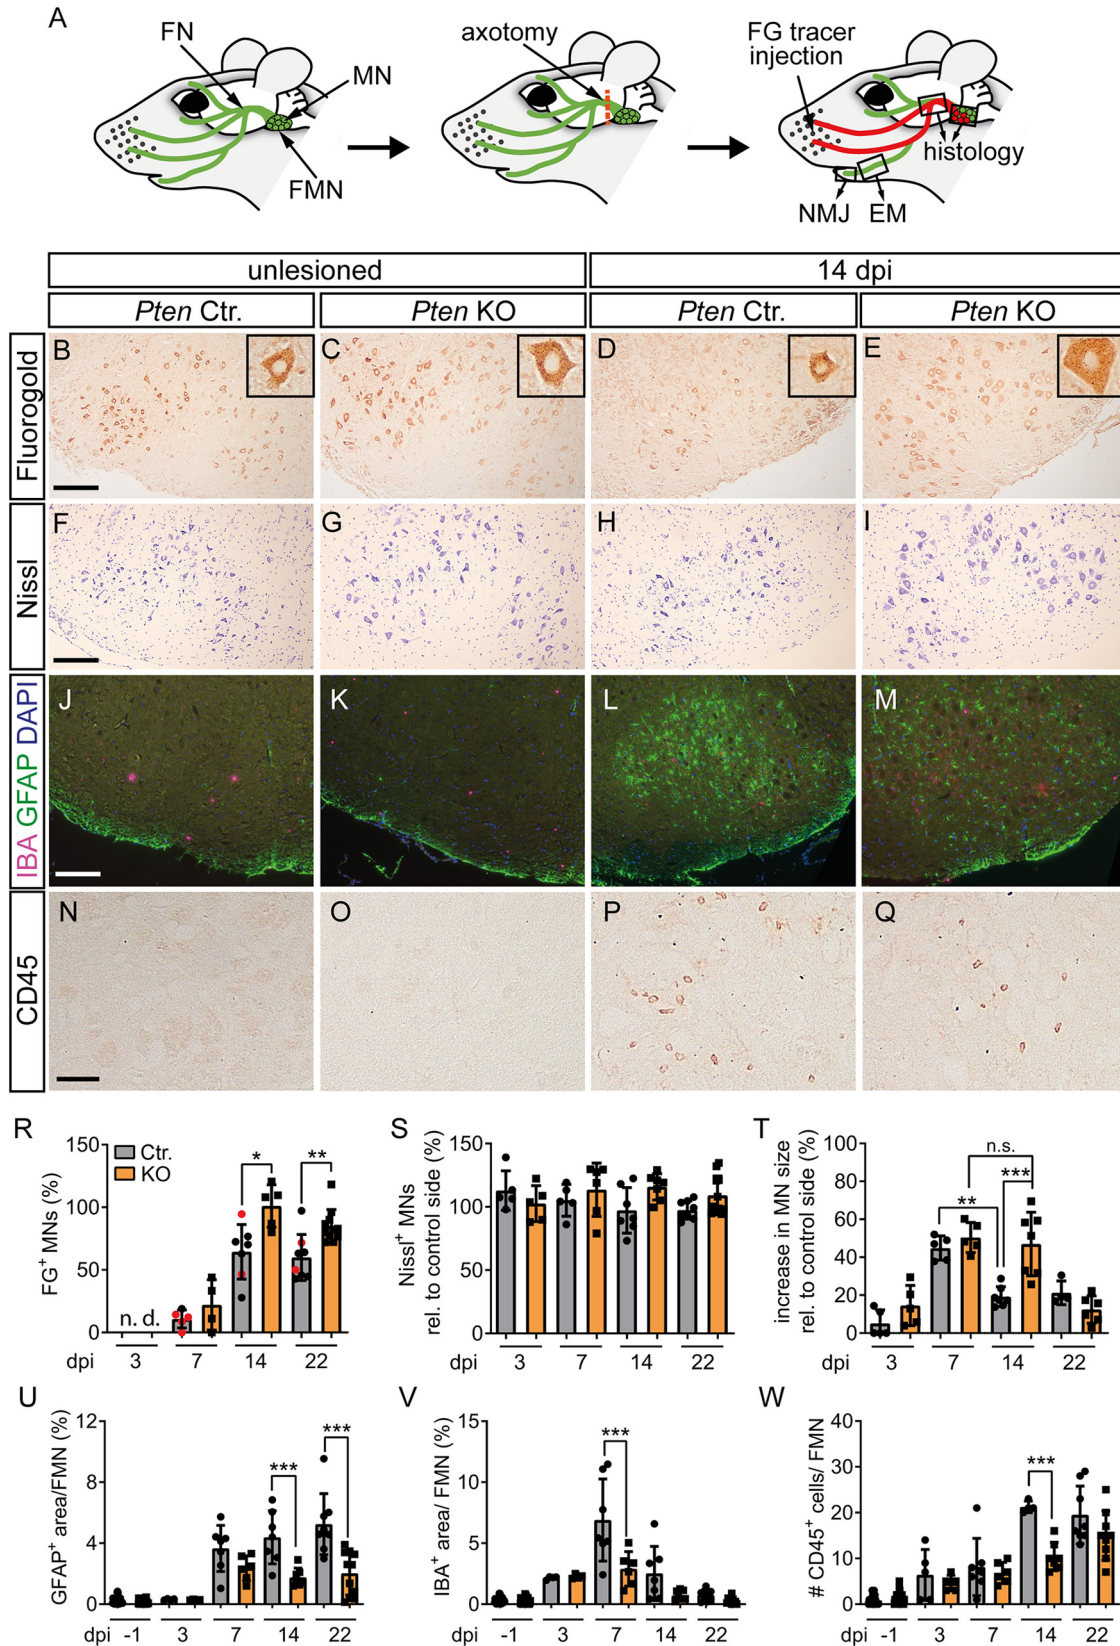 A
FN
MN
FMN
axotomy
FG tracer
injection
histology
NMJ
EM
unlesioned
14 dpi
Pten Ctr.
Pten KO
Pten Ctr.
Pten KO
Fluorogold
B
C
D
E
Nissl
F
G
H
I
IBA GFAP DAPI
J
K
L
M
CD45
N
O
P
Q
R
FG+ MNs (%)
150
100
50
0
Ctr.
KO
n. d.
*
**
dpi
3
7
14
22
S
Nissl+ MNs
rel. to control side (%)
150
100
50
0
dpi
3
7
14
22
T
increase in MN size
rel. to control side (%)
100
80
60
40
20
0
n.s.
**
***
dpi
3
7
14
22
U
GFAP+ area/FMN (%)
12
8
4
0
***
***
dpi
-1
3
7
14
22
V
IBA+ area/ FMN (%)
15
10
5
0
***
dpi
-1
3
7
14
22
W
# CD45+ cells/ FMN
40
30
20
10
0
***
dpi
-1
3
7
14
22